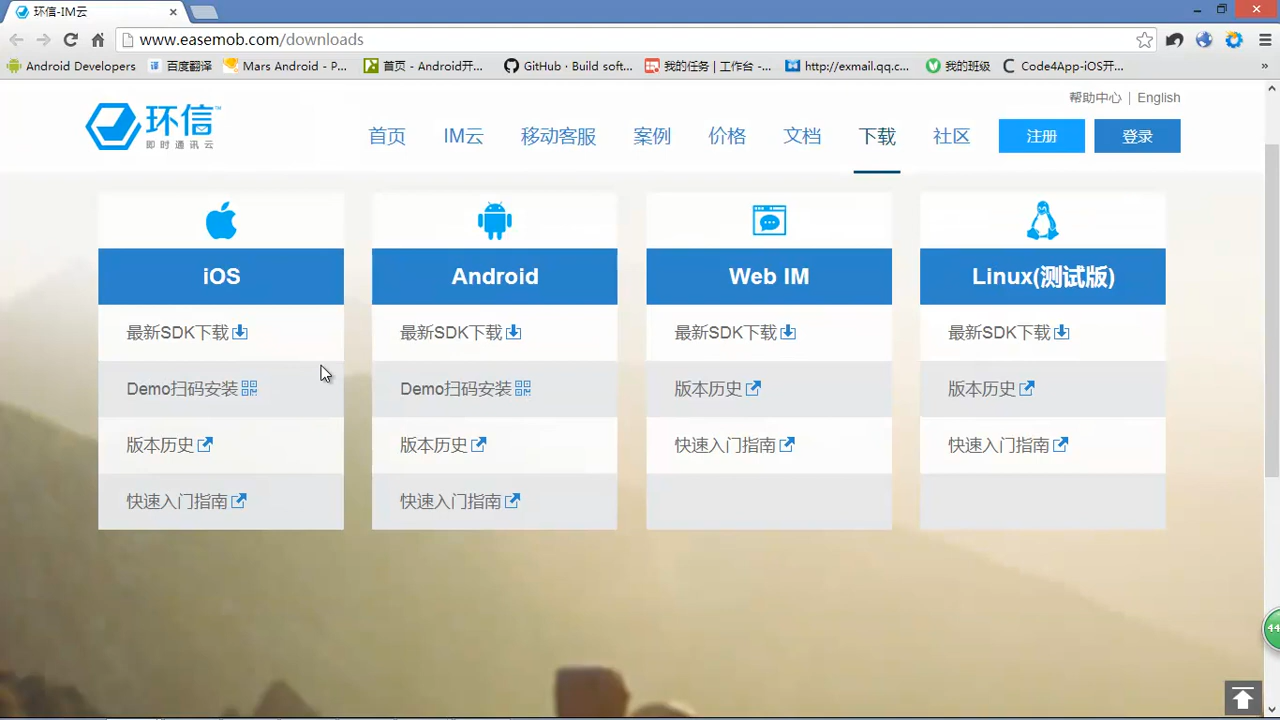 环信-IM云
www.easemob.com/downloads
Android Developers 百度翻译 Mars Android - P... 首页 - Android开... GitHub · Build soft... 我的任务 | 工作台 -... http://exmail.qq.c... 我的班级 Code4App-iOS开... »
帮助中心 | English
环信™
即时通讯云
首页 IM云 移动客服 案例 价格 文档 下载 社区 注册 登录
iOS
最新SDK下载
Demo扫码安装
版本历史
快速入门指南
Android
最新SDK下载
Demo扫码安装
版本历史
快速入门指南
Web IM
最新SDK下载
版本历史
快速入门指南
Linux(测试版)
最新SDK下载
版本历史
快速入门指南
44